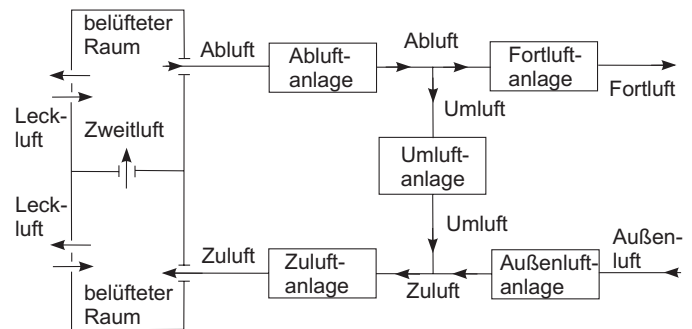 belüfteter
Raum
Abluft
Abluft-
anlage
Abluft
Fortluft-
anlage
Fortluft
Leck-
luft
Zweitluft
Umluft
Umluft-
anlage
Leck-
luft
Umluft
Zuluft
Zuluft-
anlage
Zuluft
Außenluft-
anlage
Außen-
luft
belüfteter
Raum